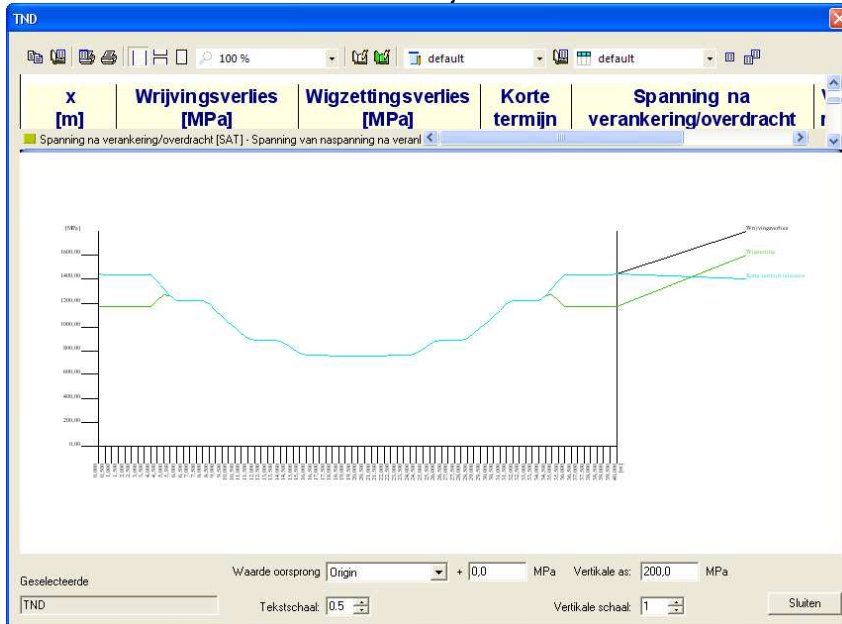 TND
100 %
default
default
x
[m]
Wrijvingsverlies
[MPa]
Wigzettingsverlies
[MPa]
Korte
termijn
Spanning na
verankering/overdracht
Spanning na verankering/overdracht [SAT] - Spanning van naspanning na verank
[MPa]
Wrijvingsverlies
Wigzetting
1600,00
1400,00
1200,00
1000,00
800,00
600,00
400,00
200,00
0,00
[m]
Waarde oorsprong Origin + 0,0 MPa Vertikale as: 200,0 MPa
Geselecteerde
TND Tekstschaal: 0.5 Vertikale schaal: 1 Sluiten